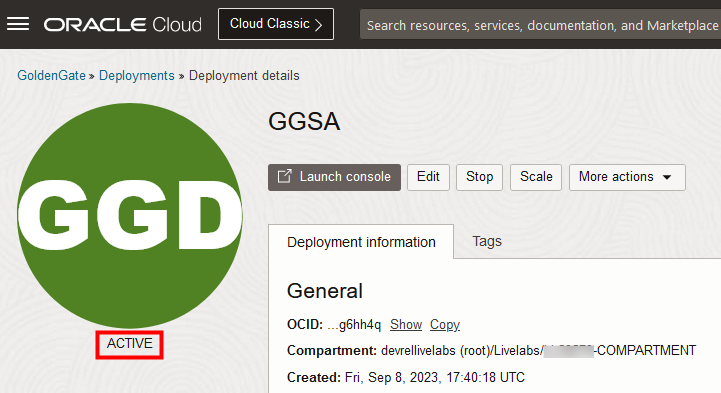 ORACLE Cloud
Cloud Classic >
Search resources, services, documentation, and Marketplace
GoldenGate » Deployments » Deployment details
GGD
ACTIVE
GGSA
Launch console Edit Stop Scale More actions
Deployment information Tags
General
OCID: ...g6hh4q Show Copy
Compartment: devrellivelabs (root)/Livelabs/ -COMPARTMENT
Created: Fri, Sep 8, 2023, 17:40:18 UTC